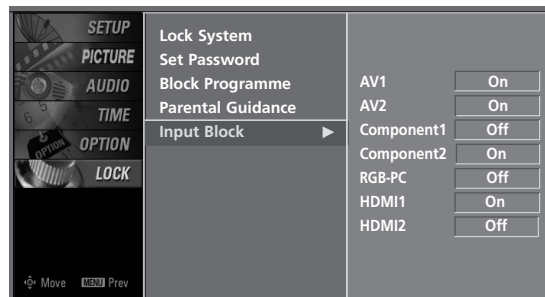 SETUP
PICTURE
AUDIO
TIME
OPTION
LOCK
Move MENU Prev
Lock System
Set Password
Block Programme
Parental Guidance
Input Block ►
AV1 On
AV2 On
Component1 Off
Component2 On
RGB-PC Off
HDMI1 On
HDMI2 Off